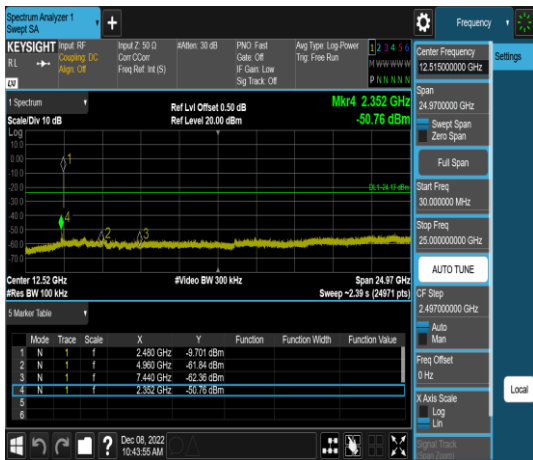 Spectrum Analyzer 1
Swept SA
+
Frequency
KEYSIGHT
RL
Input: RF
Coupling: DC
Align: Off
Input Z: 50 Ω
Corr CCorr
Freq Ref: Int (S)
#Atten: 30 dB
PNO: Fast
Gate: Off
IF Gain: Low
Sig Track: Off
Avg Type: Log-Power
Trig: Free Run
1 2 3 4 5 6
M W W W W W
P N N N N N
LXI
Center Frequency
12.515000000 GHz
Settings
Span
24.9700000 GHz
Swept Span
Zero Span
Full Span
Start Freq
30.000000 MHz
Stop Freq
25.000000000 GHz
AUTO TUNE
CF Step
2.497000000 GHz
Auto
Man
Freq Offset
0 Hz
X Axis Scale
Log
Lin
Signal Track
(Span Zoom)
Local
1 Spectrum
Scale/Div 10 dB
Ref Lvl Offset 0.50 dB
Ref Level 20.00 dBm
Mkr4 2.352 GHz
-50.76 dBm
Log
10.0
0.00
-10.0
-20.0
-30.0
-40.0
-50.0
-60.0
-70.0
1
4
2
3
DL1 -24.13 dBm
Center 12.52 GHz
#Res BW 100 kHz
#Video BW 300 kHz
Span 24.97 GHz
Sweep ~2.39 s (24971 pts)
5 Marker Table
Mode Trace Scale X Y Function Function Width Function Value
1 N 1 f 2.480 GHz -9.701 dBm
2 N 1 f 4.960 GHz -61.84 dBm
3 N 1 f 7.440 GHz -62.36 dBm
4 N 1 f 2.352 GHz -50.76 dBm
5
6
?
Dec 08, 2022
10:43:55 AM